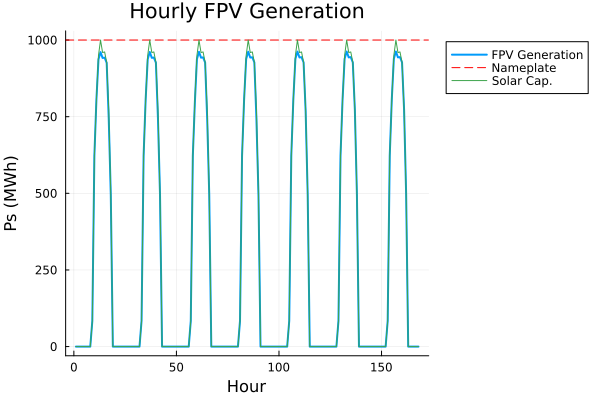 Hourly FPV Generation
Ps (MWh)
1000
750
500
250
0
0
50
100
150
Hour
FPV Generation
Nameplate
Solar Cap.